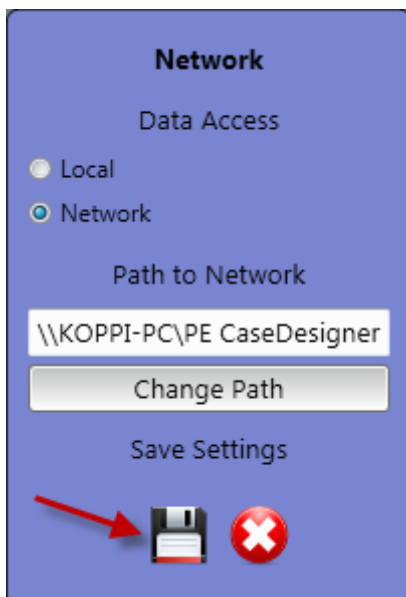 Network
Data Access
Local
Network
Path to Network
\\KOPPI-PC\PE CaseDesigner
Change Path
Save Settings